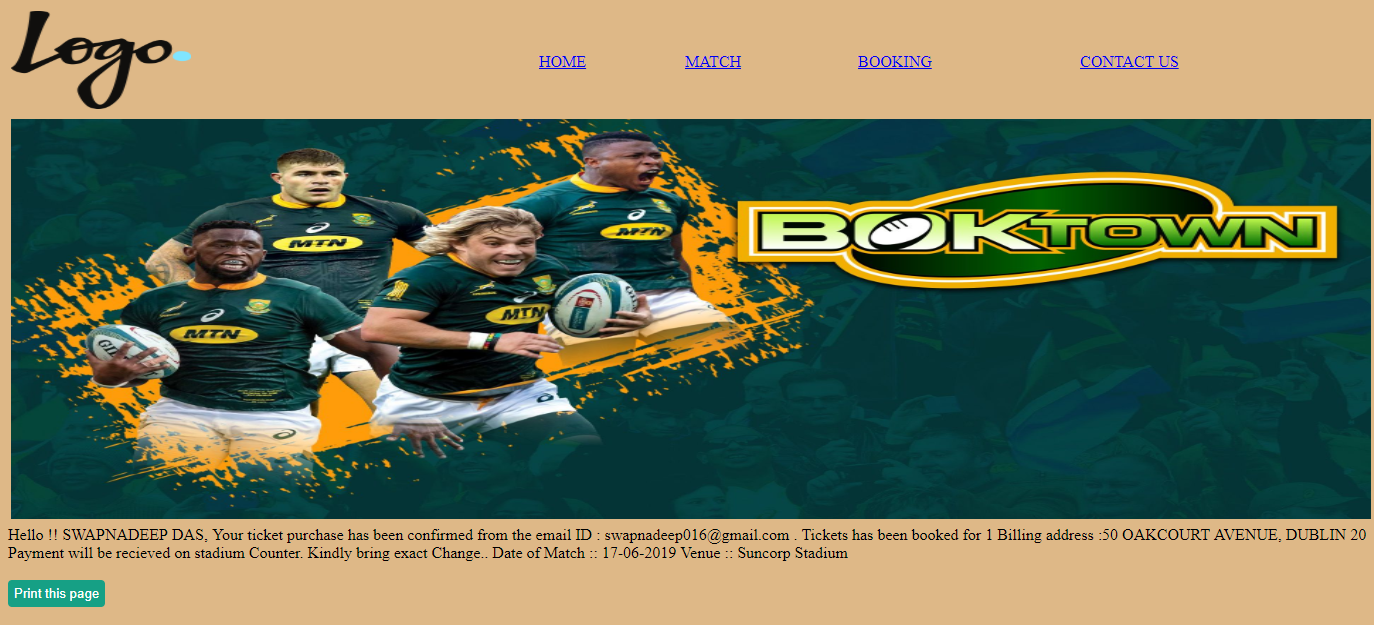 Logo
HOME MATCH BOOKING CONTACT US
BOKTOWN
MTN
MTN
MTN
MTN
GIL
Hello !! SWAPNADEEP DAS, Your ticket purchase has been confirmed from the email ID : swapnadeep016@gmail.com . Tickets has been booked for 1 Billing address :50 OAKCOURT AVENUE, DUBLIN 20
Payment will be recieved on stadium Counter. Kindly bring exact Change.. Date of Match :: 17-06-2019 Venue :: Suncorp Stadium
Print this page